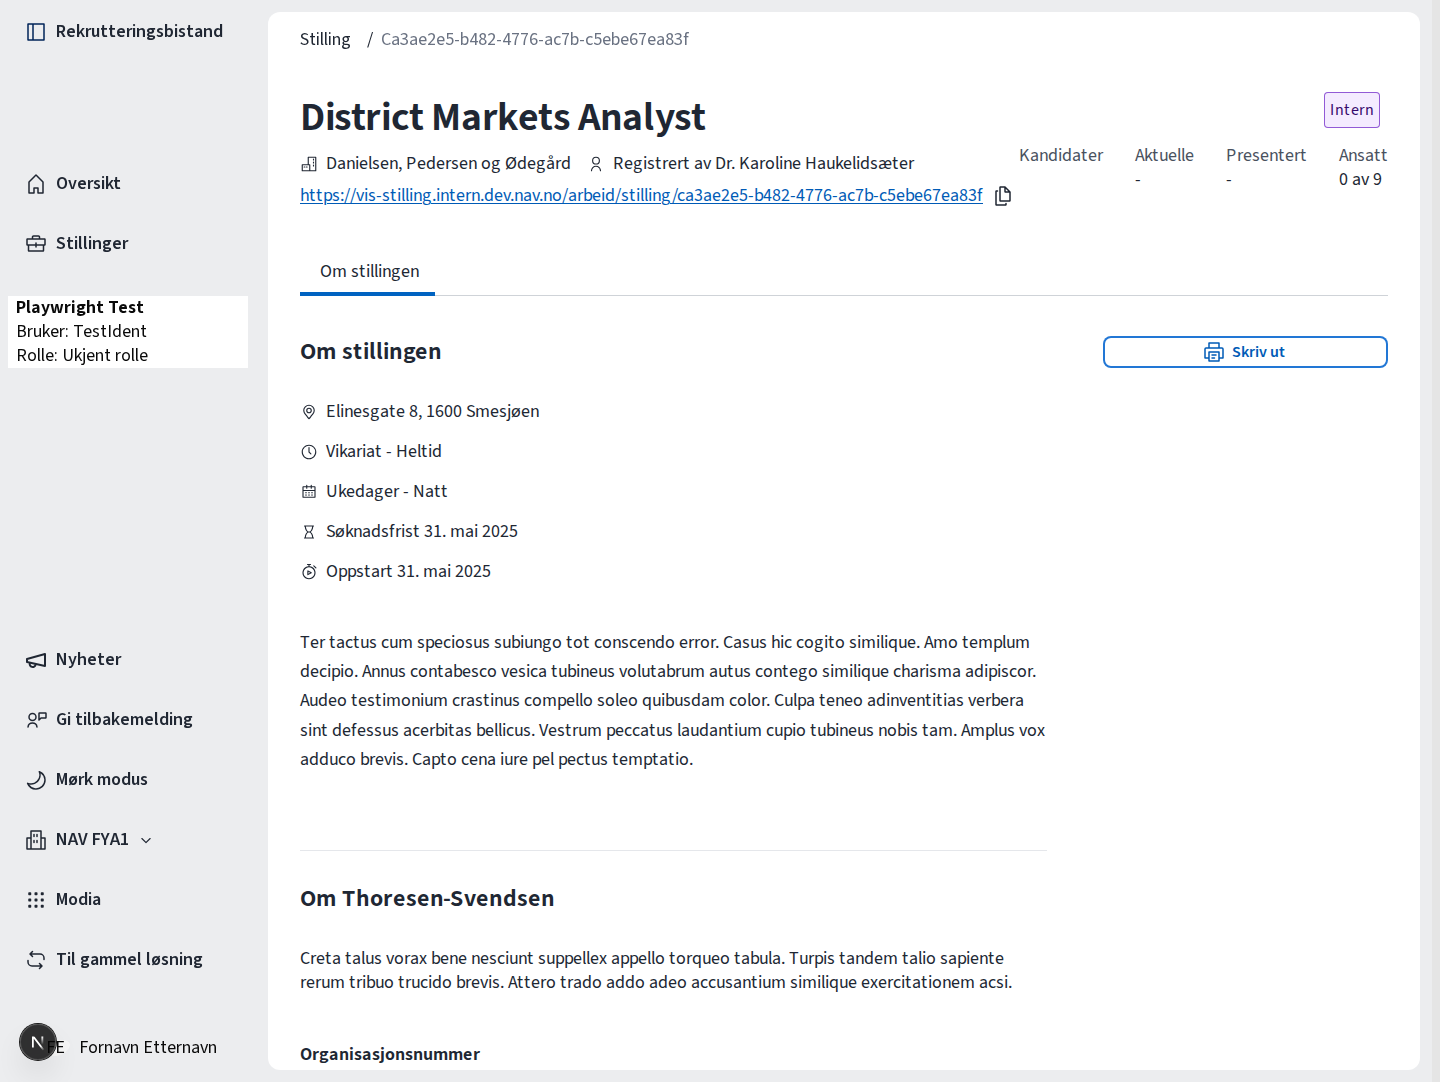 Rekrutteringsbistand
Oversikt
Stillinger
Playwright Test
Bruker: TestIdent
Rolle: Ukjent rolle
Nyheter
Gi tilbakemelding
Mørk modus
NAV FYA1
Modia
Til gammel løsning
N FE Fornavn Etternavn
Stilling / Ca3ae2e5-b482-4776-ac7b-c5ebe67ea83f
District Markets Analyst
Intern
Danielsen, Pedersen og Ødegård Registrert av Dr. Karoline Haukelidsæter
https://vis-stilling.intern.dev.nav.no/arbeid/stilling/ca3ae2e5-b482-4776-ac7b-c5ebe67ea83f
Kandidater Aktuelle Presentert Ansatt
- - 0 av 9
Om stillingen
Om stillingen
Skriv ut
Elinesgate 8, 1600 Smesjøen
Vikariat - Heltid
Ukedager - Natt
Søknadsfrist 31. mai 2025
Oppstart 31. mai 2025
Ter tactus cum speciosus subiungo tot conscendo error. Casus hic cogito similique. Amo templum
decipio. Annus contabesco vesica tubineus volutabrum autus contego similique charisma adipiscor.
Audeo testimonium crastinus compello soleo quibusdam color. Culpa teneo adinventitias verbera
sint defessus acerbitas bellicus. Vestrum peccatus laudantium cupio tubineus nobis tam. Amplus vox
adduco brevis. Capto cena iure pel pectus temptatio.
Om Thoresen-Svendsen
Creta talus vorax bene nesciunt suppellex appello torqueo tabula. Turpis tandem talio sapiente
rerum tribuo trucido brevis. Attero trado addo adeo accusantium similique exercitationem acsi.
Organisasjonsnummer